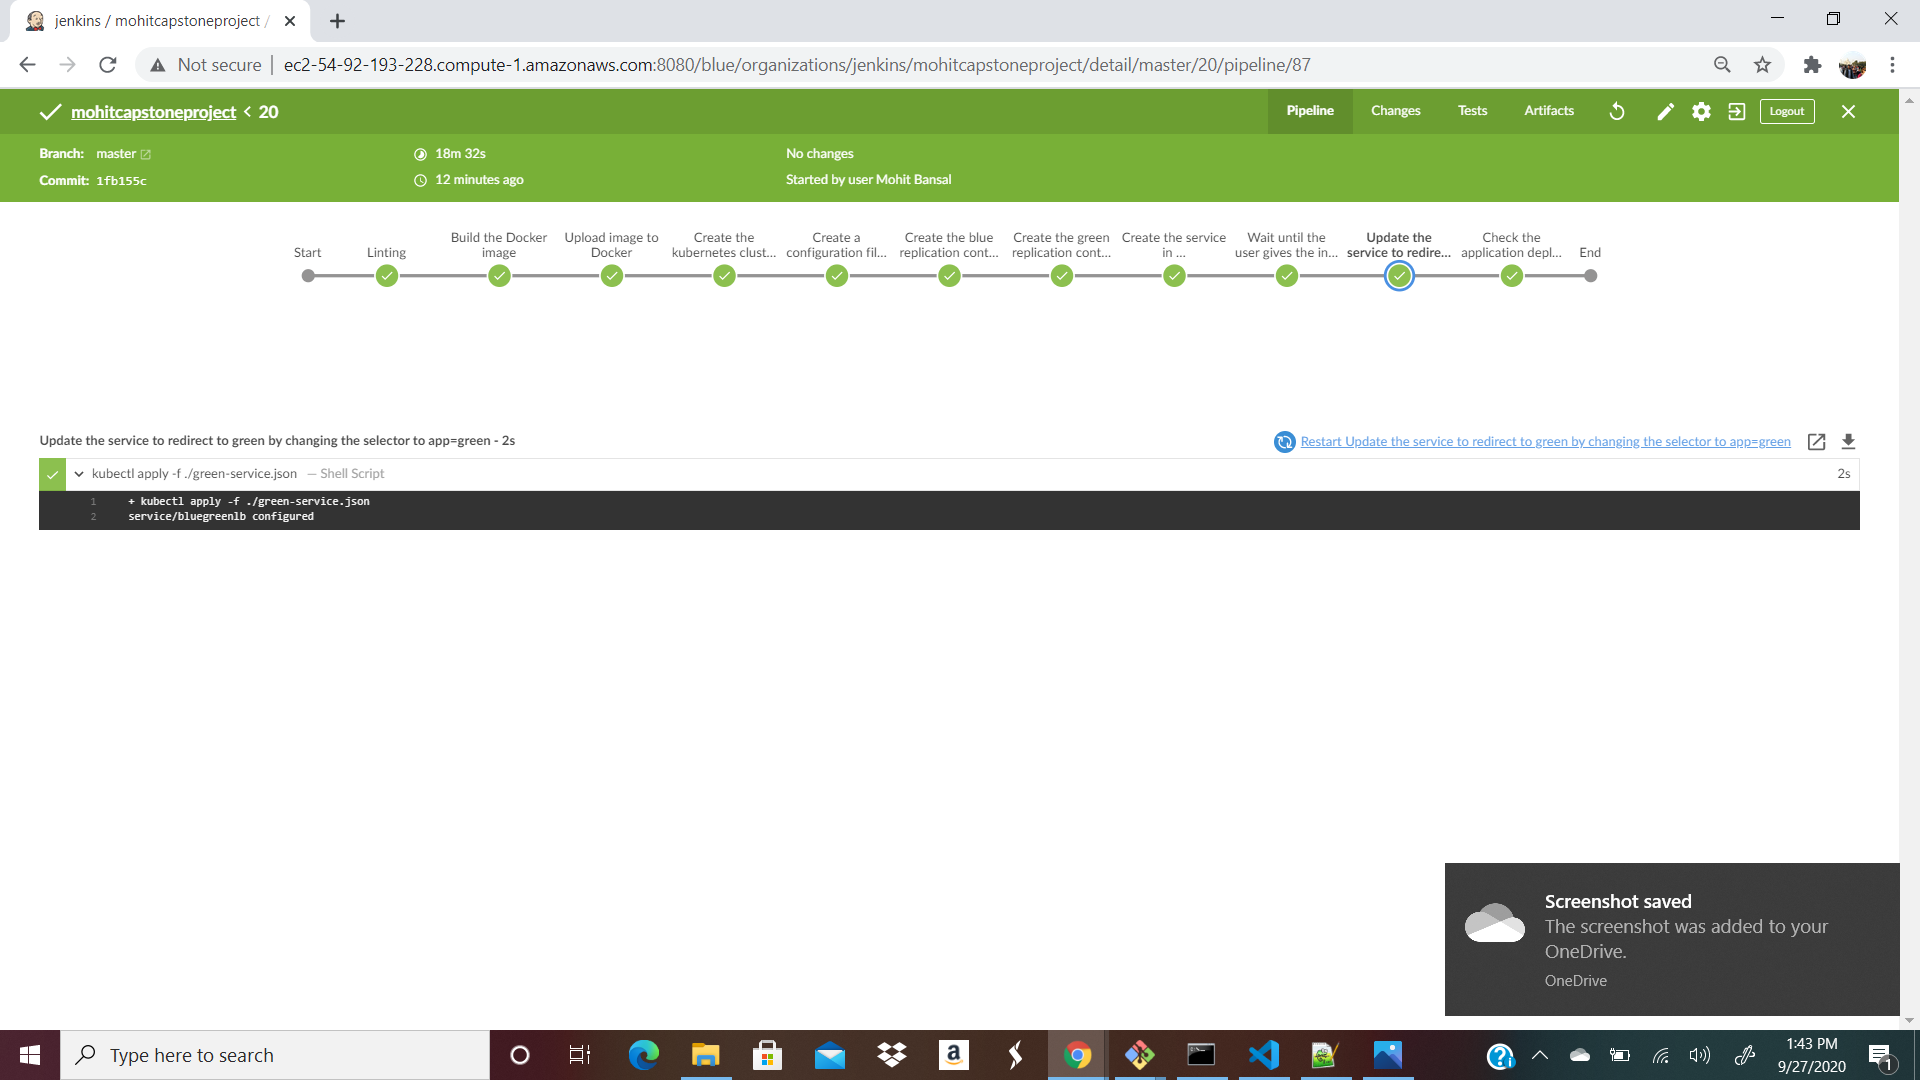 jenkins / mohitcapstoneproject /
Not secure
ec2-54-92-193-228.compute-1.amazonaws.com:8080/blue/organizations/jenkins/mohitcapstoneproject/detail/master/20/pipeline/87
mohitcapstoneproject < 20
Pipeline
Changes
Tests
Artifacts
Logout
Branch: master
18m 32s
No changes
Commit: 1fb155c
12 minutes ago
Started by user Mohit Bansal
Start
Linting
Build the Docker
image
Upload image to
Docker
Create the
kubernetes clust...
Create a
configuration fil...
Create the blue
replication cont...
Create the green
replication cont...
Create the service
in ...
Wait until the
user gives the in...
Update the
service to redire...
Check the
application depl...
End
Update the service to redirect to green by changing the selector to app=green - 2s
Restart Update the service to redirect to green by changing the selector to app=green
kubectl apply -f ./green-service.json — Shell Script
2s
1 + kubectl apply -f ./green-service.json
2 service/bluegreenlb configured
Screenshot saved
The screenshot was added to your
OneDrive.
OneDrive
Type here to search
1:43 PM
9/27/2020
1